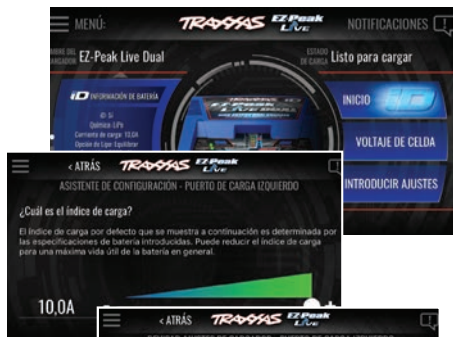 MENÚ:
TRAXXAS EZ-Peak LIVE
NOTIFICACIONES
NOMBRE DEL CARGADOR
EZ-Peak Live Dual
ESTADO DE CARGA
Listo para cargar
iD INFORMACIÓN DE BATERÍA
iD: Sí
Química: LiPo
Corriente de carga: 10,0A
Opción de Lipo: Equilibrar
INICIO iD
VOLTAJE DE CELDA
INTRODUCIR AJUSTES
< ATRÁS
TRAXXAS EZ-Peak LIVE
ASISTENTE DE CONFIGURACIÓN - PUERTO DE CARGA IZQUIERDO
¿Cuál es el índice de carga?
El índice de carga por defecto que se muestra a continuación es determinada por
las especificaciones de batería introducidas. Puede reducir el índice de carga
para una máxima vida útil de la batería en general.
10,0A
< ATRÁS
TRAXXAS EZ-Peak LIVE